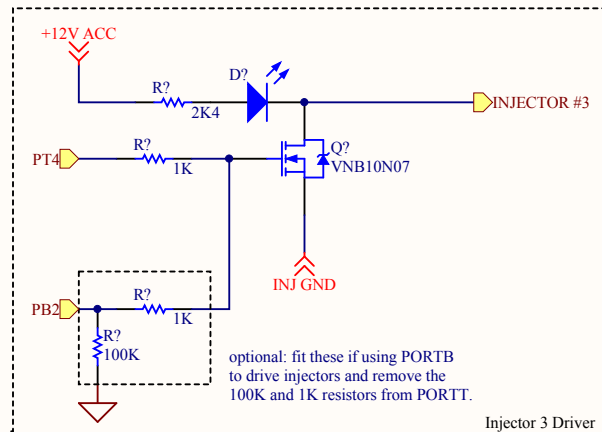 +12V ACC
D?
R?
2K4
INJECTOR #3
PT4
R?
1K
Q?
VNB10N07
INJ GND
PB2
R?
1K
R?
100K
optional: fit these if using PORTB
to drive injectors and remove the
100K and 1K resistors from PORTT.
Injector 3 Driver